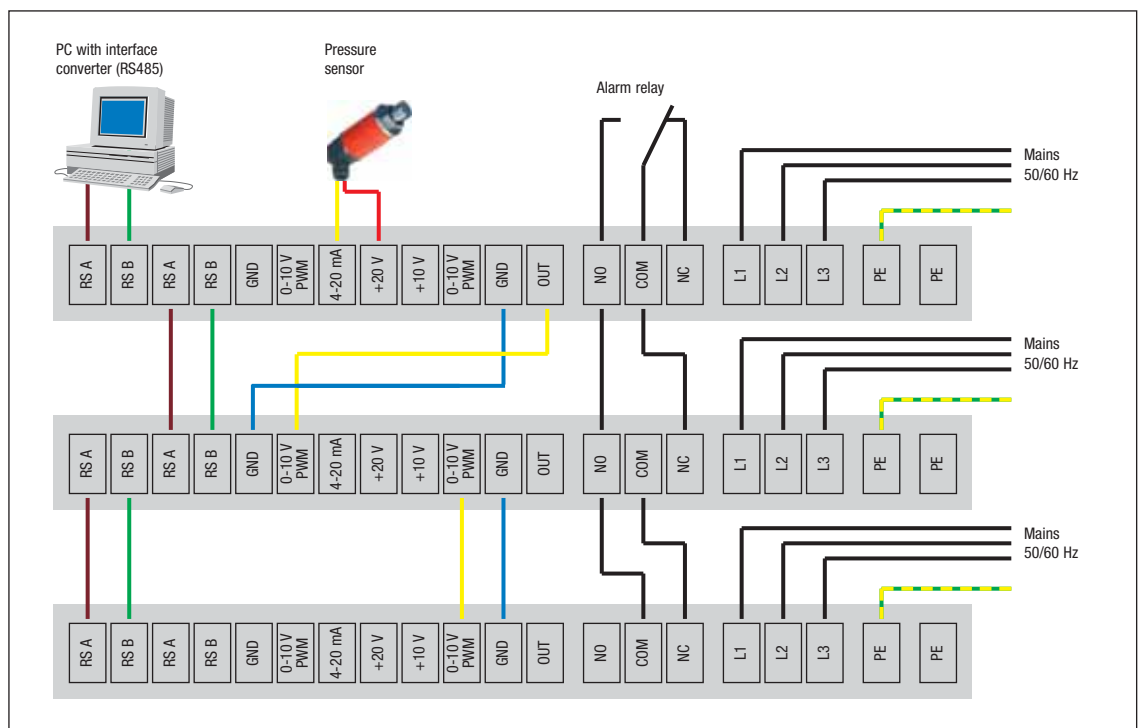 PC with interface
converter (RS485)
Pressure
sensor
Alarm relay
Mains
50/60 Hz
RS A
RS B
RS A
RS B
GND
0-10 V
PWM
4-20 mA
+20 V
+10 V
0-10 V
PWM
GND
OUT
NO
COM
NC
L1
L2
L3
PE
PE
Mains
50/60 Hz
RS A
RS B
RS A
RS B
GND
0-10 V
PWM
4-20 mA
+20 V
+10 V
0-10 V
PWM
GND
OUT
NO
COM
NC
L1
L2
L3
PE
PE
Mains
50/60 Hz
RS A
RS B
RS A
RS B
GND
0-10 V
PWM
4-20 mA
+20 V
+10 V
0-10 V
PWM
GND
OUT
NO
COM
NC
L1
L2
L3
PE
PE